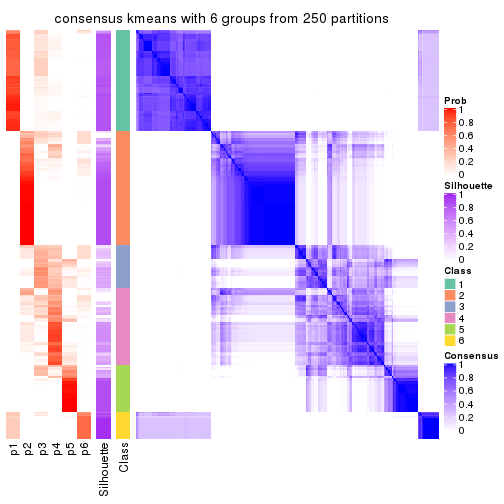 consensus kmeans with 6 groups from 250 partitions
Prob
1
0.8
0.6
0.4
0.2
0
Silhouette
1
0.8
0.6
0.4
0.2
0
Class
1
2
3
4
5
6
Consensus
1
0.8
0.6
0.4
0.2
0
p1
p2
p3
p4
p5
p6
Silhouette
Class